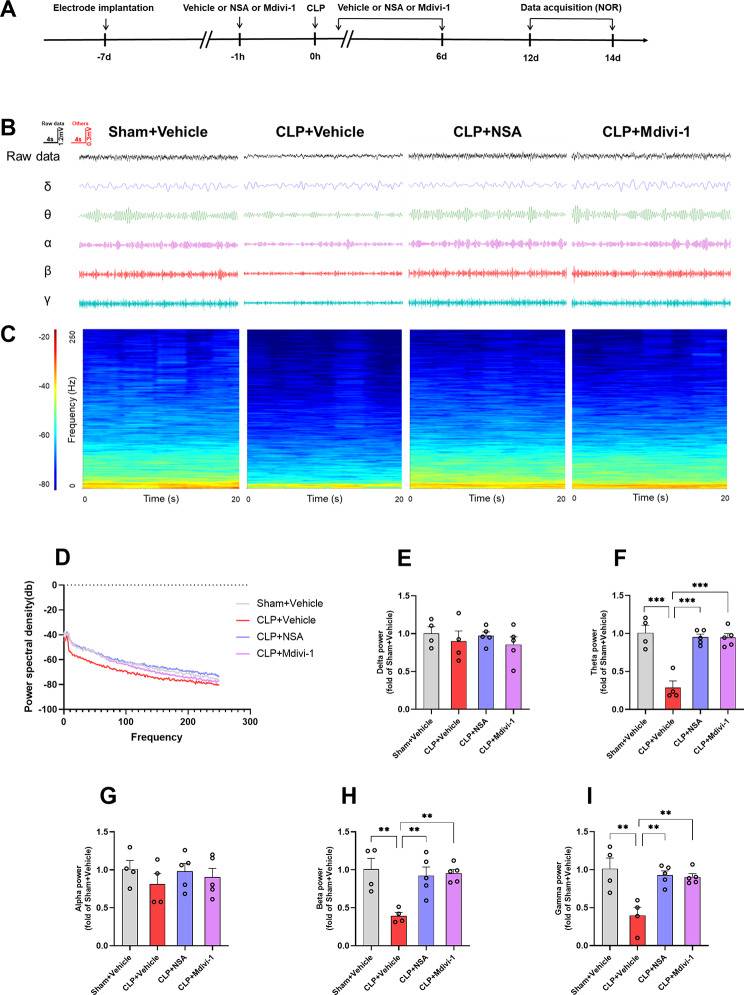 A
Electrode implantation
Vehicle or NSA or Mdivi-1
CLP
Vehicle or NSA or Mdivi-1
Data acquisition (NOR)
-7d
-1h
0h
6d
12d
14d
B
Raw data
4s
1.2mV
Others
4s
0.3mV
Sham+Vehicle
CLP+Vehicle
CLP+NSA
CLP+Mdivi-1
Raw data
δ
θ
α
β
γ
C
-20
-40
-60
-80
Frequency (Hz)
250
0
0
Time (s)
20
0
Time (s)
20
0
Time (s)
20
0
Time (s)
20
D
Power spectral density(db)
0
-20
-40
-60
-80
-100
0
100
200
300
Frequency
Sham+Vehicle
CLP+Vehicle
CLP+NSA
CLP+Mdivi-1
E
Delta power
(fold of Sham+Vehicle)
1.5
1.0
0.5
0.0
Sham+Vehicle
CLP+Vehicle
CLP+NSA
CLP+Mdivi-1
F
Theta power
(fold of Sham+Vehicle)
1.5
1.0
0.5
0.0
***
***
***
Sham+Vehicle
CLP+Vehicle
CLP+NSA
CLP+Mdivi-1
G
Alpha power
(fold of Sham+Vehicle)
1.5
1.0
0.5
0.0
Sham+Vehicle
CLP+Vehicle
CLP+NSA
CLP+Mdivi-1
H
Beta power
(fold of Sham+Vehicle)
1.5
1.0
0.5
0.0
**
**
**
Sham+Vehicle
CLP+Vehicle
CLP+NSA
CLP+Mdivi-1
I
Gamma power
(fold of Sham+Vehicle)
1.5
1.0
0.5
0.0
**
**
**
Sham+Vehicle
CLP+Vehicle
CLP+NSA
CLP+Mdivi-1